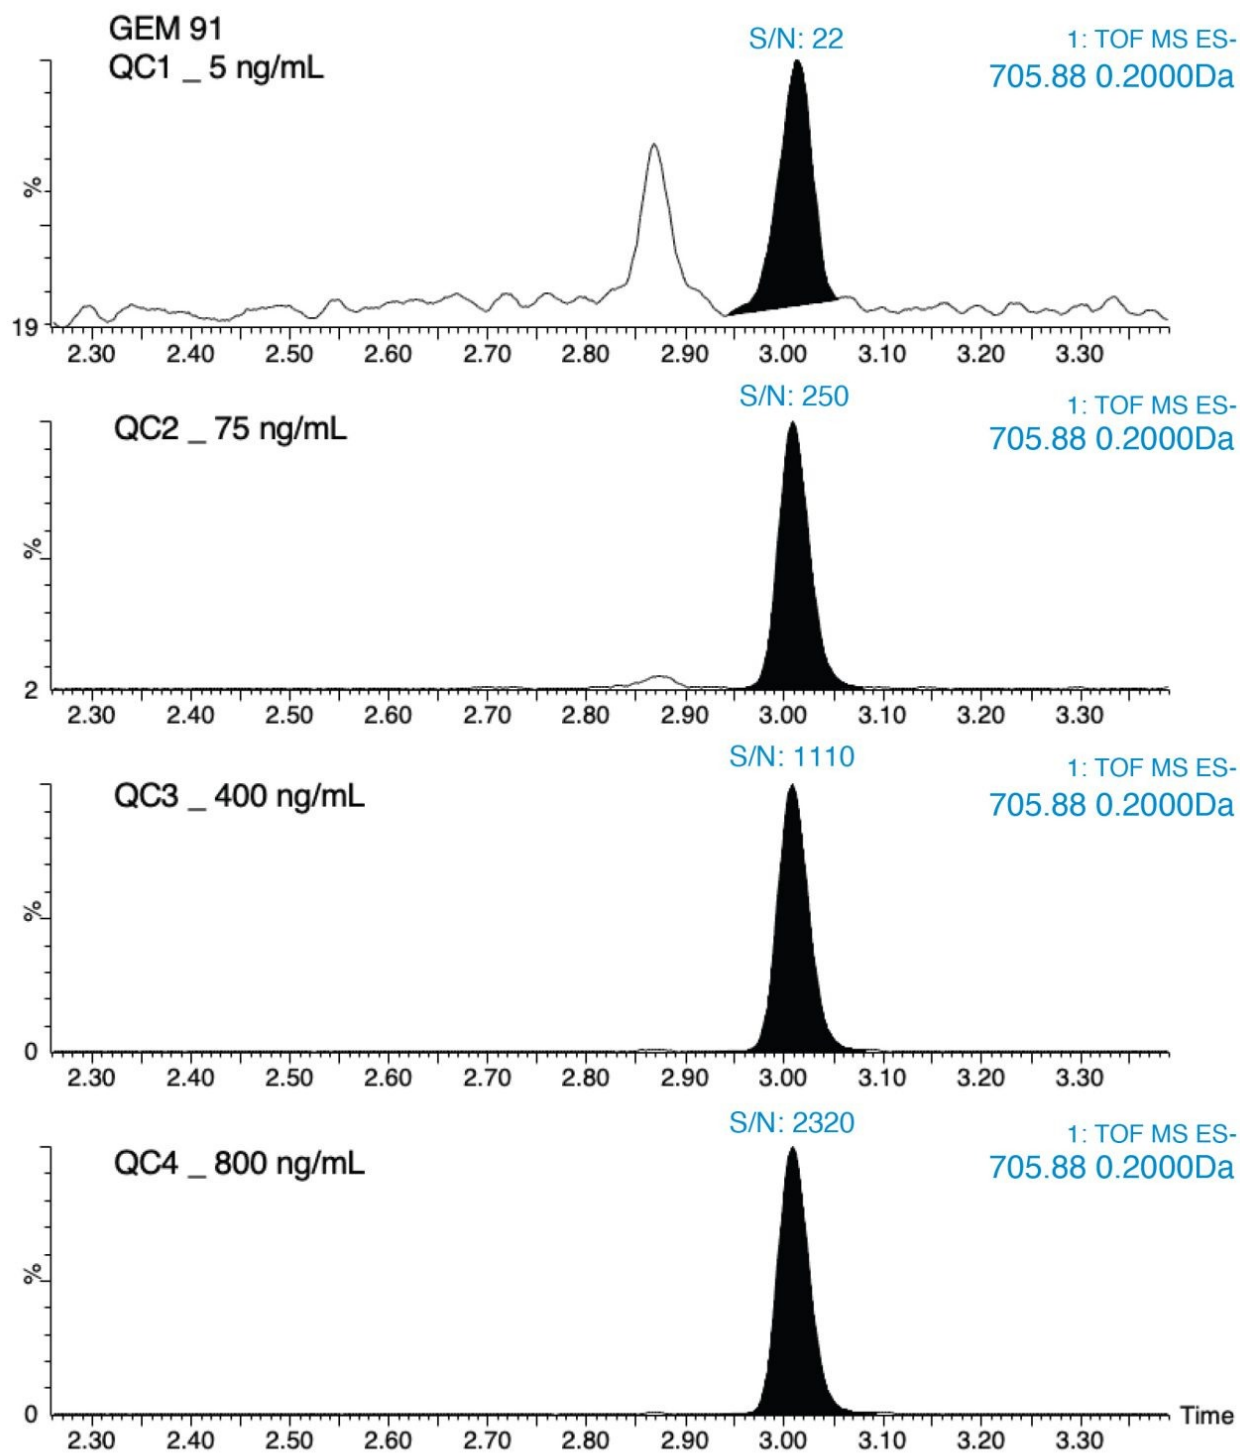 GEM 91
QC1 _ 5 ng/mL
S/N: 22
1: TOF MS ES-
705.88 0.2000Da
%
19
2.30 2.40 2.50 2.60 2.70 2.80 2.90 3.00 3.10 3.20 3.30
QC2 _ 75 ng/mL
S/N: 250
1: TOF MS ES-
705.88 0.2000Da
%
2
2.30 2.40 2.50 2.60 2.70 2.80 2.90 3.00 3.10 3.20 3.30
QC3 _ 400 ng/mL
S/N: 1110
1: TOF MS ES-
705.88 0.2000Da
%
0
2.30 2.40 2.50 2.60 2.70 2.80 2.90 3.00 3.10 3.20 3.30
QC4 _ 800 ng/mL
S/N: 2320
1: TOF MS ES-
705.88 0.2000Da
%
0
Time
2.30 2.40 2.50 2.60 2.70 2.80 2.90 3.00 3.10 3.20 3.30